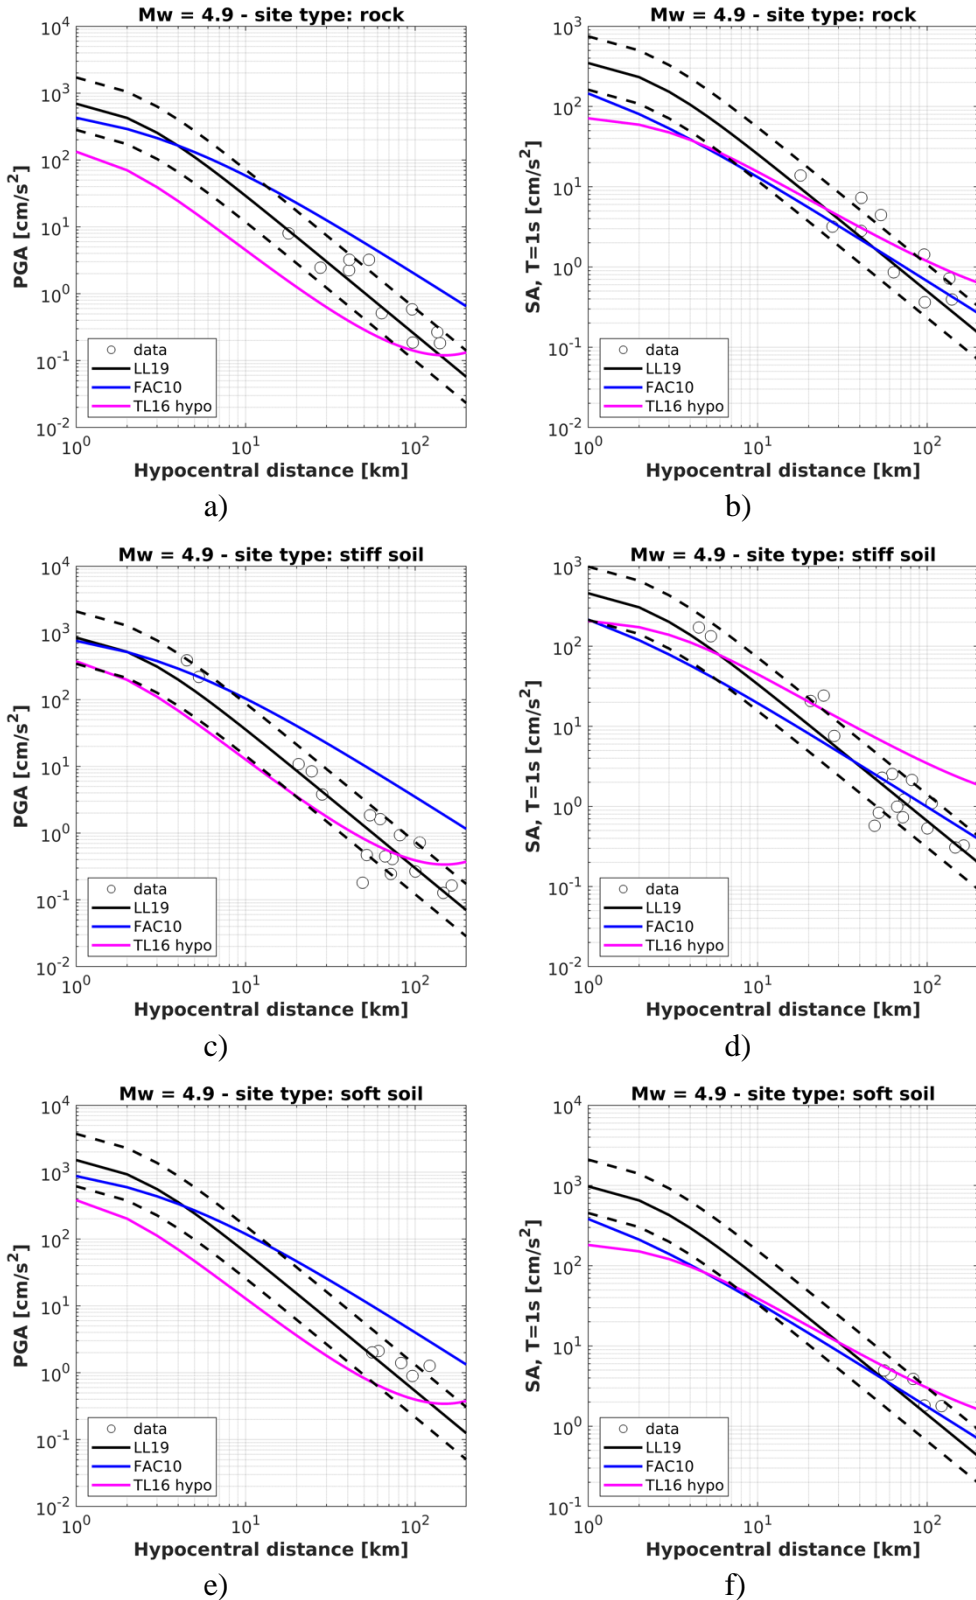 Mw = 4.9 - site type: rock
10^4
10^3
10^2
10^1
10^0
10^-1
10^-2
PGA [cm/s^2]
data
LL19
FAC10
TL16 hypo
10^0 10^1 10^2
Hypocentral distance [km]
a)
Mw = 4.9 - site type: rock
10^3
10^2
10^1
10^0
10^-1
10^-2
SA, T=1s [cm/s^2]
data
LL19
FAC10
TL16 hypo
10^0 10^1 10^2
Hypocentral distance [km]
b)
Mw = 4.9 - site type: stiff soil
10^4
10^3
10^2
10^1
10^0
10^-1
10^-2
PGA [cm/s^2]
data
LL19
FAC10
TL16 hypo
10^0 10^1 10^2
Hypocentral distance [km]
c)
Mw = 4.9 - site type: stiff soil
10^3
10^2
10^1
10^0
10^-1
10^-2
SA, T=1s [cm/s^2]
data
LL19
FAC10
TL16 hypo
10^0 10^1 10^2
Hypocentral distance [km]
d)
Mw = 4.9 - site type: soft soil
10^4
10^3
10^2
10^1
10^0
10^-1
10^-2
PGA [cm/s^2]
data
LL19
FAC10
TL16 hypo
10^0 10^1 10^2
Hypocentral distance [km]
e)
Mw = 4.9 - site type: soft soil
10^4
10^3
10^2
10^1
10^0
10^-1
SA, T=1s [cm/s^2]
data
LL19
FAC10
TL16 hypo
10^0 10^1 10^2
Hypocentral distance [km]
f)